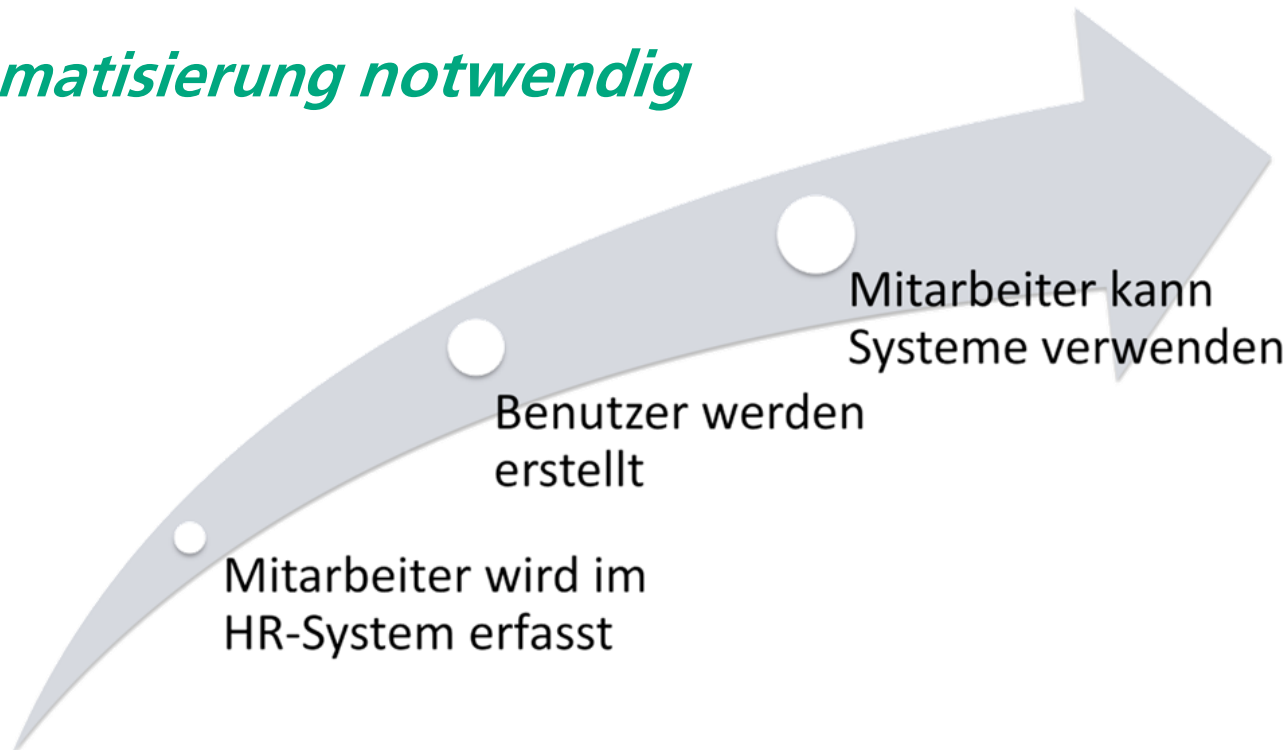 matisierung notwendig
Mitarbeiter kann
Systeme verwenden
Benutzer werden
erstellt
Mitarbeiter wird im
HR-System erfasst